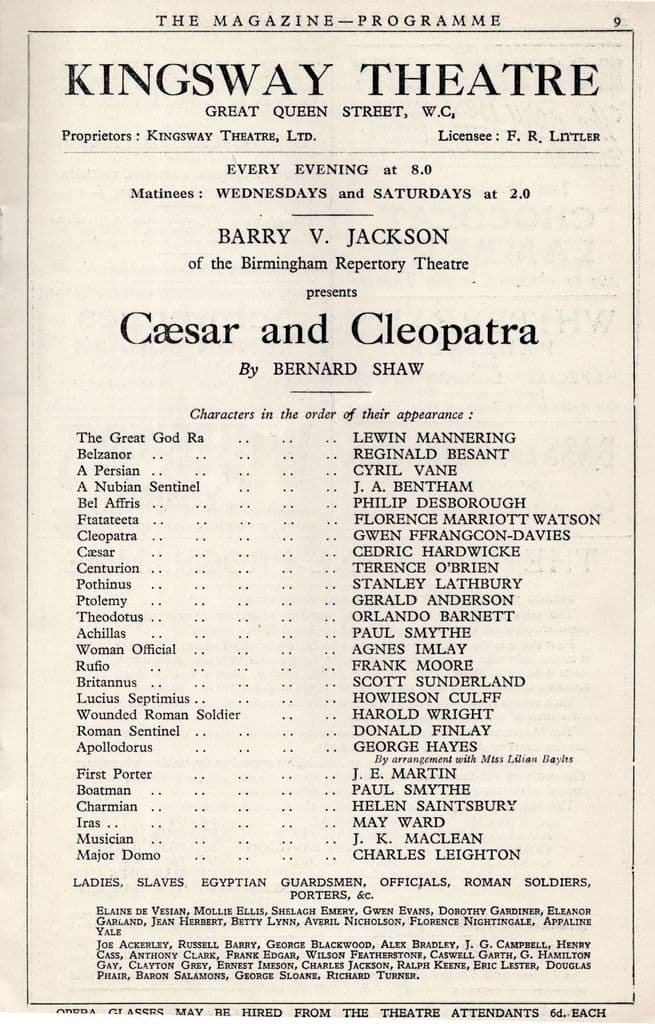 THE MAGAZINE—PROGRAMME 9
KINGSWAY THEATRE
GREAT QUEEN STREET, W.C,
Proprietors : KINGSWAY THEATRE, LTD. Licensee : F. R. LITTLER
EVERY EVENING at 8.0
Matinees : WEDNESDAYS and SATURDAYS at 2.0
BARRY V. JACKSON
of the Birmingham Repertory Theatre
presents
Cæsar and Cleopatra
By BERNARD SHAW
Characters in the order of their appearance :
The Great God Ra .. .. .. LEWIN MANNERING
Belzanor .. .. .. .. .. REGINALD BESANT
A Persian .. .. .. .. .. CYRIL VANE
A Nubian Sentinel .. .. .. J. A. BENTHAM
Bel Affris .. .. .. .. .. PHILIP DESBOROUGH
Ftatateeta .. .. .. .. .. FLORENCE MARRIOTT WATSON
Cleopatra .. .. .. .. .. GWEN FFRANGCON-DAVIES
Cæsar .. .. .. .. .. CEDRIC HARDWICKE
Centurion .. .. .. .. .. TERENCE O'BRIEN
Pothinus .. .. .. .. .. STANLEY LATHBURY
Ptolemy .. .. .. .. .. GERALD ANDERSON
Theodotus .. .. .. .. .. ORLANDO BARNETT
Achillas .. .. .. .. .. PAUL SMYTHE
Woman Official .. .. .. .. AGNES IMLAY
Rufio .. .. .. .. .. FRANK MOORE
Britannus .. .. .. .. .. SCOTT SUNDERLAND
Lucius Septimius .. .. .. .. HOWIESON CULFF
Wounded Roman Soldier .. .. HAROLD WRIGHT
Roman Sentinel .. .. .. .. DONALD FINLAY
Apollodorus .. .. .. .. GEORGE HAYES
By arrangement with Miss Lilian Baylis
First Porter .. .. .. .. J. E. MARTIN
Boatman .. .. .. .. .. PAUL SMYTHE
Charmian .. .. .. .. .. HELEN SAINTSBURY
Iras .. .. .. .. .. .. MAY WARD
Musician .. .. .. .. .. J. K. MACLEAN
Major Domo .. .. .. .. CHARLES LEIGHTON
LADIES, SLAVES, EGYPTIAN GUARDSMEN, OFFICIALS, ROMAN SOLDIERS,
PORTERS, &c.
ELAINE DE VESIAN, MOLLIE ELLIS, SHELAGH EMERY, GWEN EVANS, DOROTHY GARDINER, ELEANOR
GARLAND, JEAN HERBERT, BETTY LYNN, AVERIL NICHOLSON, FLORENCE NIGHTINGALE, APPALINE
YALE
JOE ACKERLEY, RUSSELL BARRY, GEORGE BLACKWOOD, ALEX BRADLEY, J. G. CAMPBELL, HENRY
CASS, ANTHONY CLARK, FRANK EDGAR, WILSON FEATHERSTONE, CASWELL GARTH, G. HAMILTON
GAY, CLAYTON GREY, ERNEST IMESON, CHARLES JACKSON, RALPH KEENE, ERIC LESTER, DOUGLAS
PHAIR, BARON SALAMONS, GEORGE SLOANE, RICHARD TURNER.
OPERA GLASSES MAY BE HIRED FROM THE THEATRE ATTENDANTS 6d. EACH